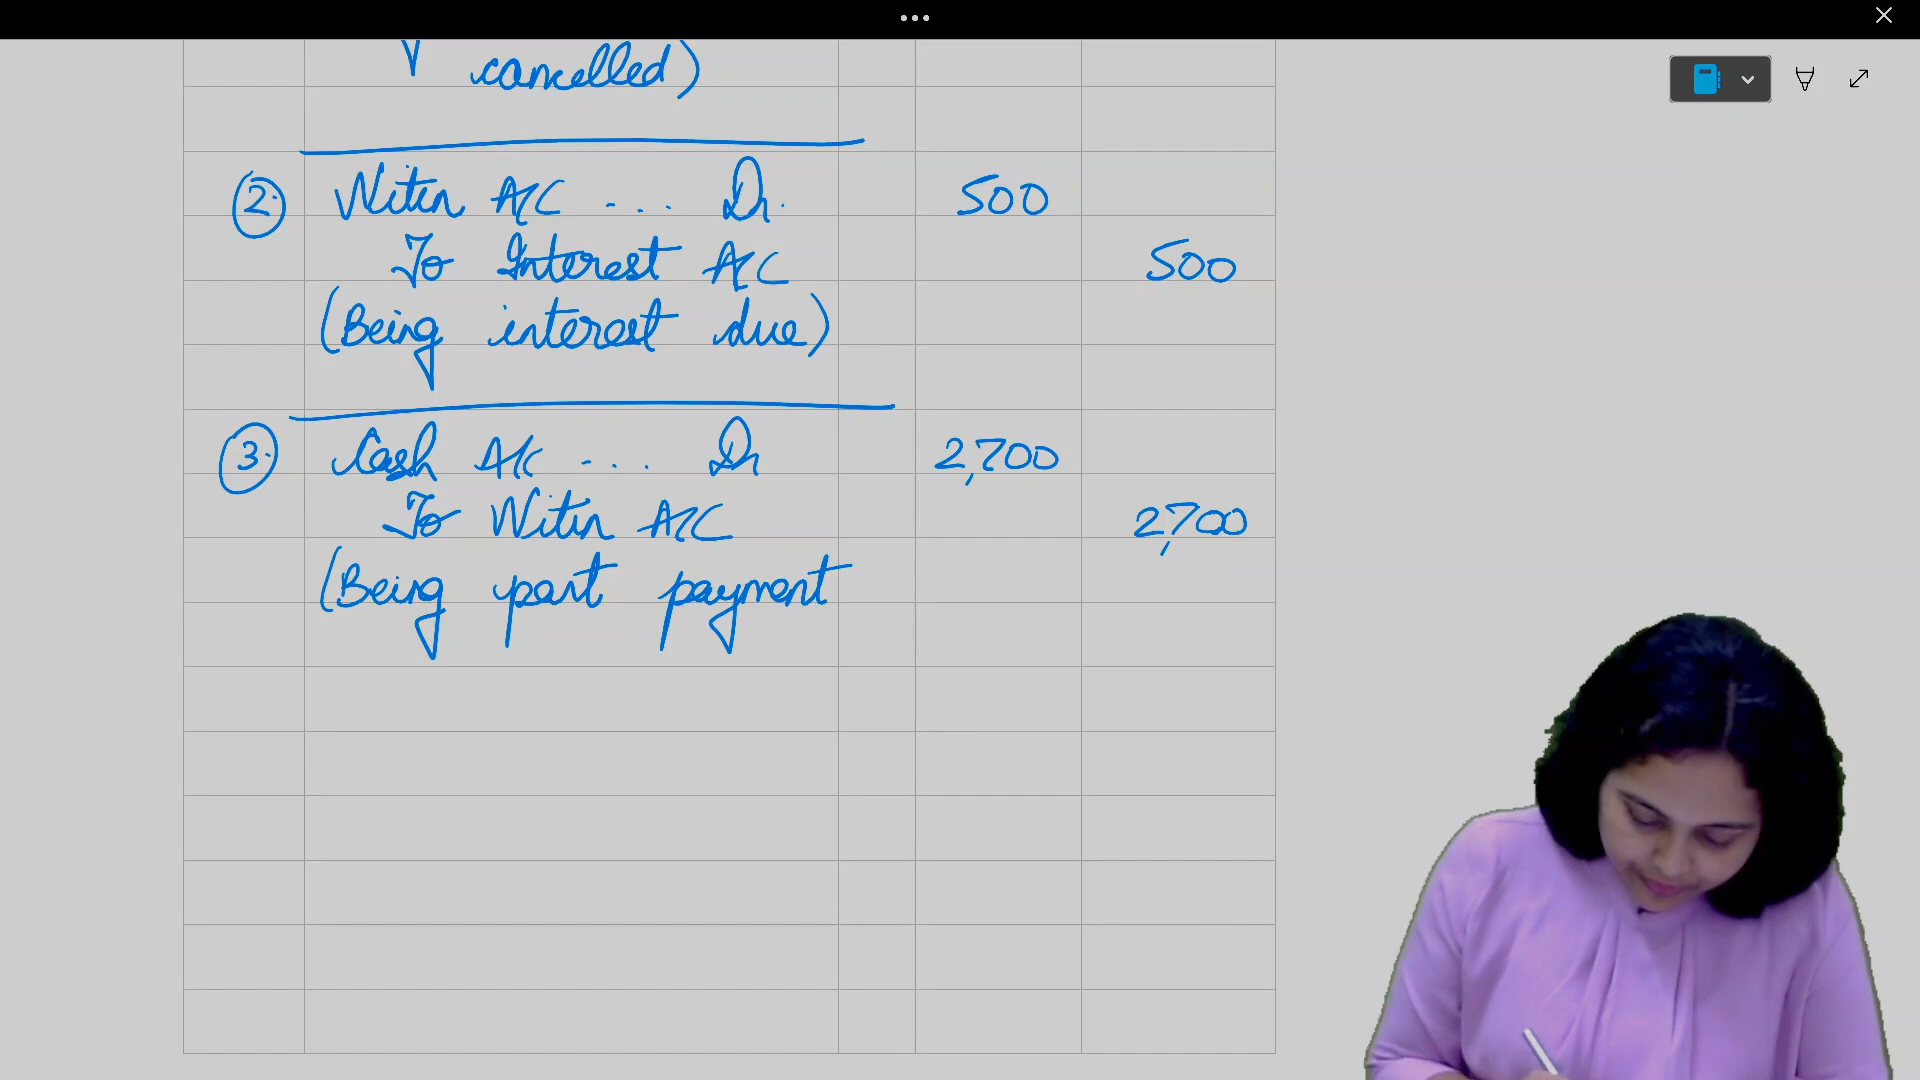 cancelled)
2. Nitin A/C ... Dr. 500
To Interest A/C 500
(Being interest due)
3. Cash A/c ... Dr 2,700
To Nitin A/C 2,700
(Being part payment